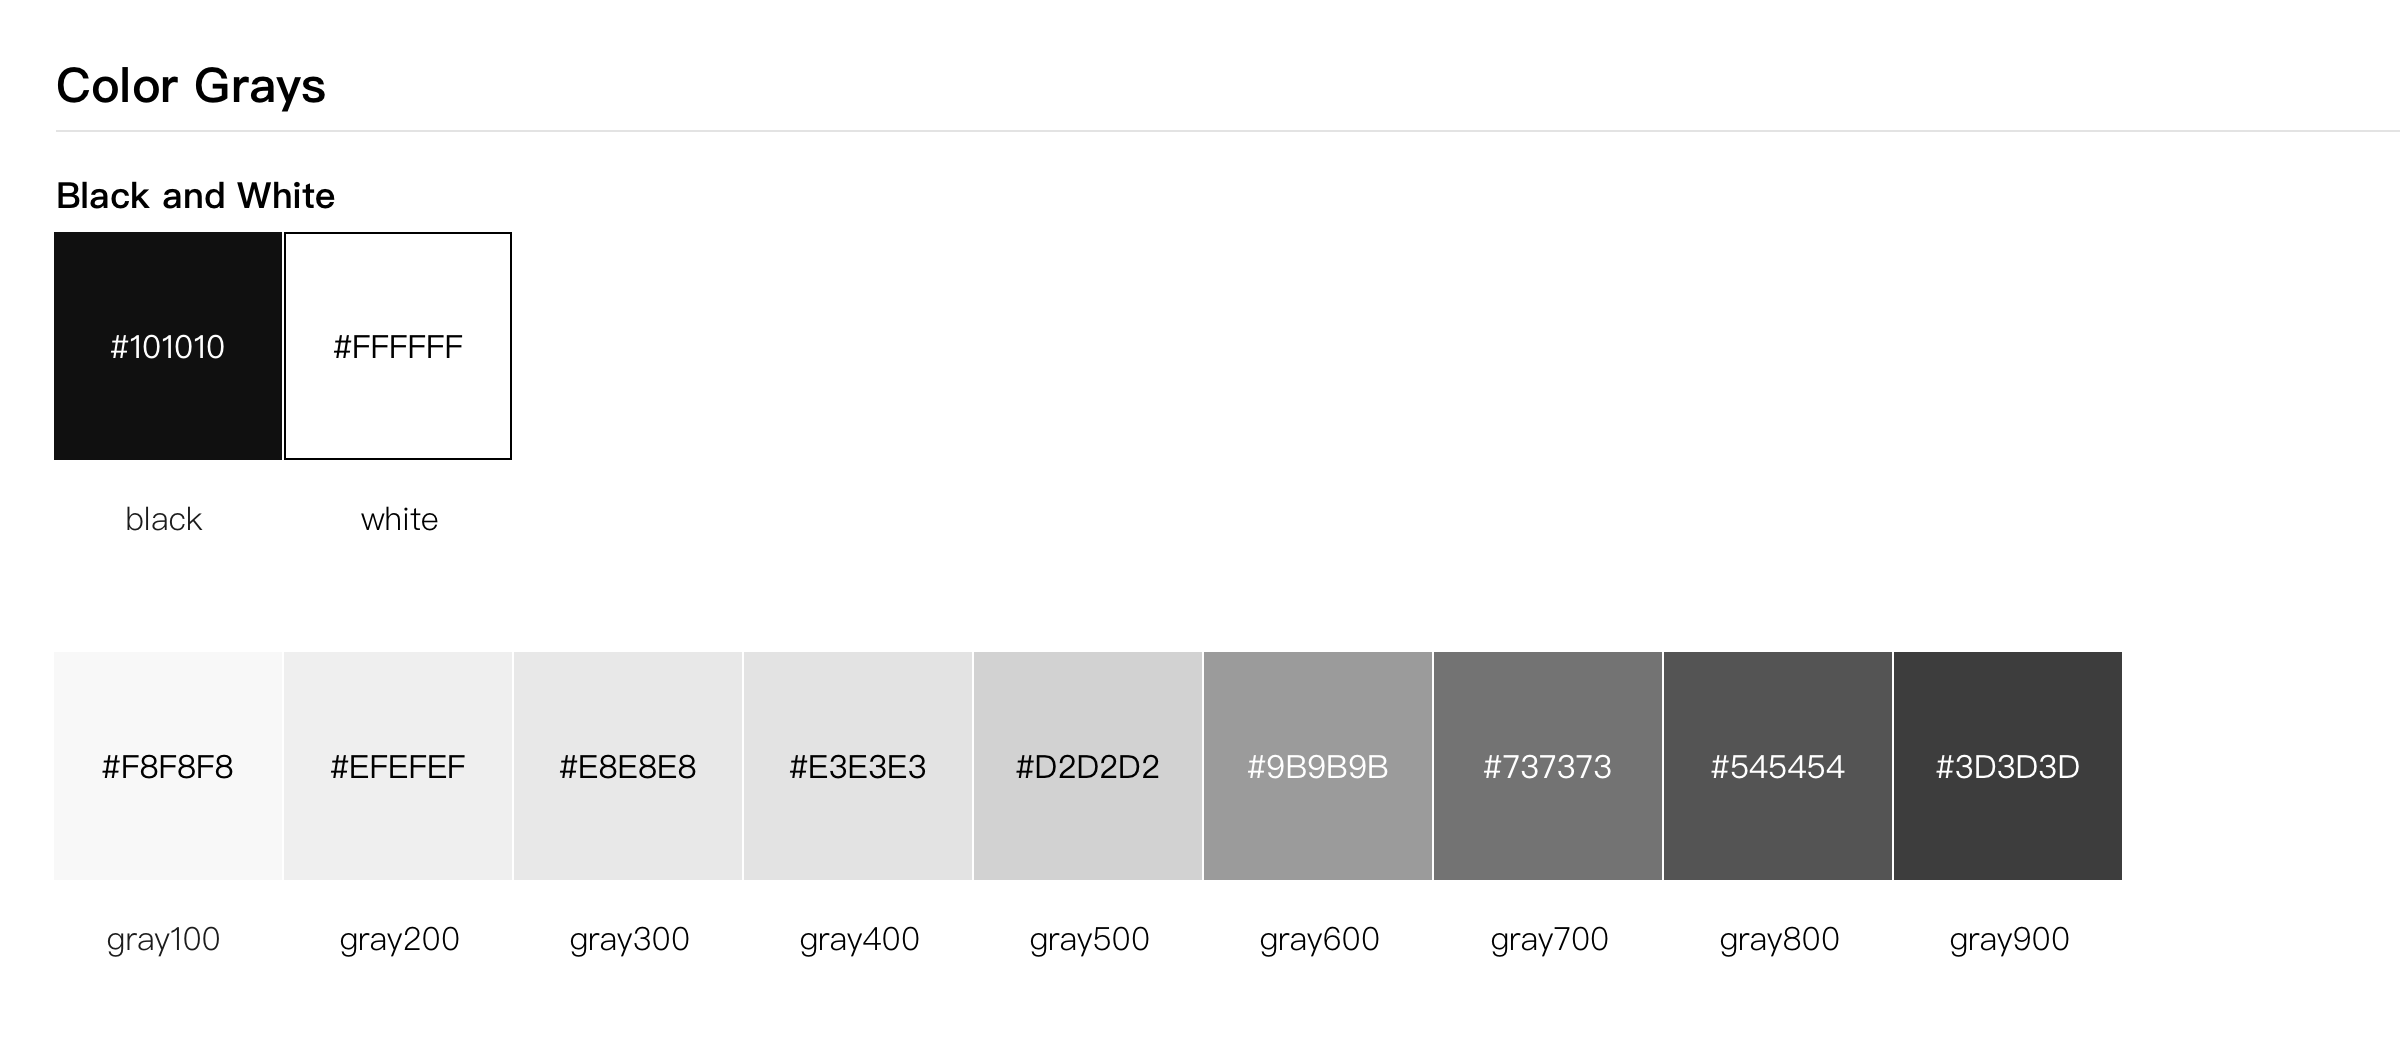 Color Grays
Black and White
#101010 #FFFFFF
black white
#F8F8F8 #EFEFEF #E8E8E8 #E3E3E3 #D2D2D2 #9B9B9B #737373 #545454 #3D3D3D
gray100 gray200 gray300 gray400 gray500 gray600 gray700 gray800 gray900